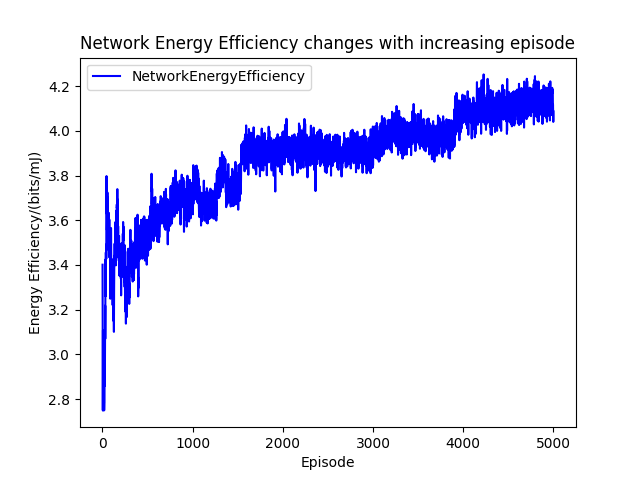 Network Energy Efficiency changes with increasing episode
NetworkEnergyEfficiency
4.2
4.0
3.8
3.6
3.4
3.2
3.0
2.8
Energy Efficiency/(bits/mJ)
0 1000 2000 3000 4000 5000
Episode